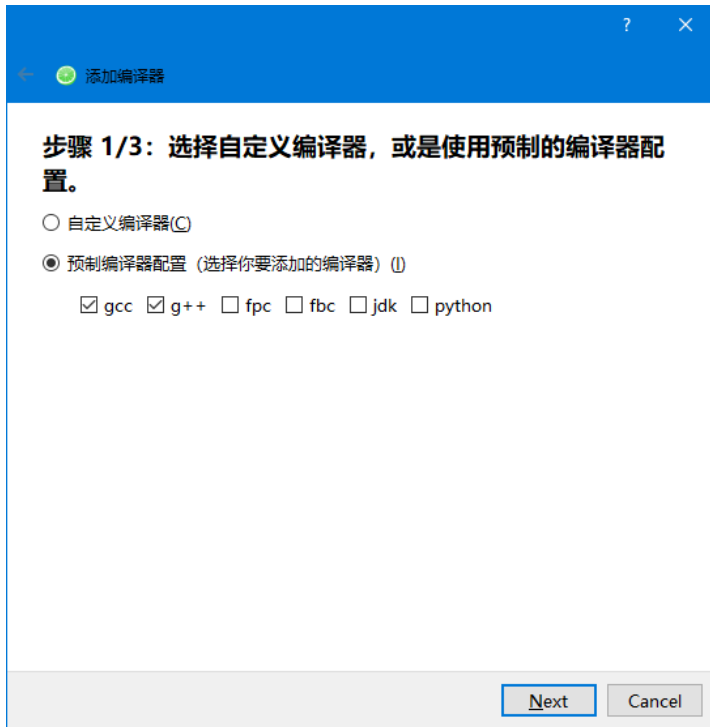 添加编译器
步骤 1/3：选择自定义编译器，或是使用预制的编译器配
置。
自定义编译器(C)
预制编译器配置（选择你要添加的编译器）(I)
gcc g++ fpc fbc jdk python
Next Cancel